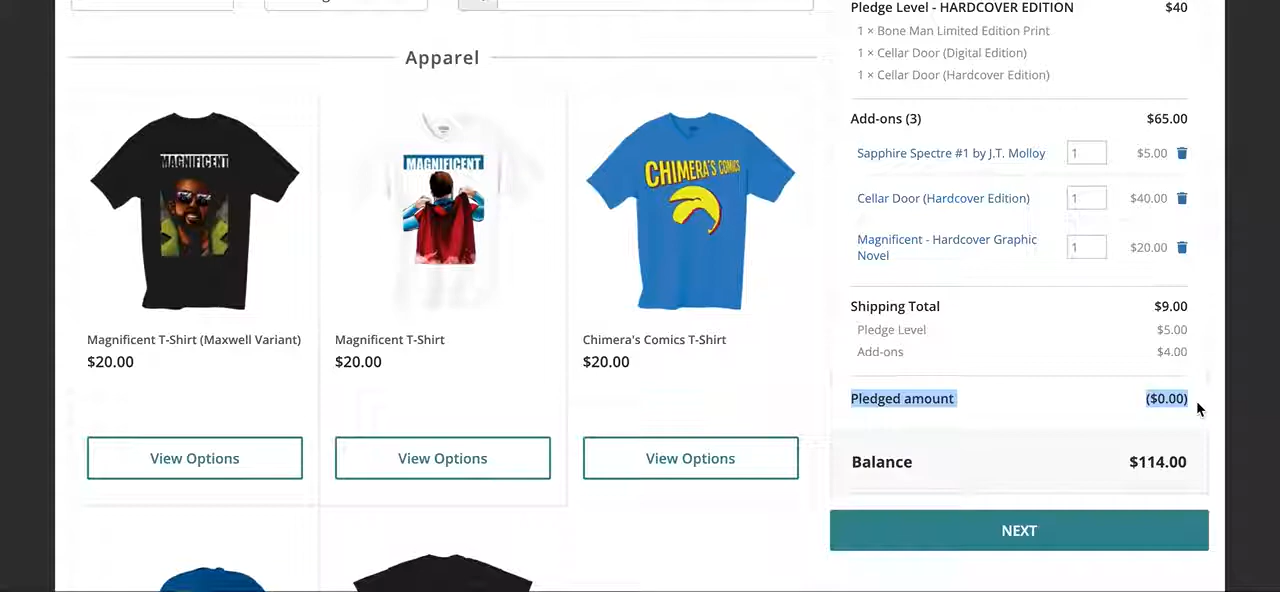 Apparel
MAGNIFICENT
MAGNIFICENT
CHIMERA'S COMICS
Magnificent T-Shirt (Maxwell Variant)
$20.00
View Options
Magnificent T-Shirt
$20.00
View Options
Chimera's Comics T-Shirt
$20.00
View Options
Pledge Level - HARDCOVER EDITION $40
1 × Bone Man Limited Edition Print
1 × Cellar Door (Digital Edition)
1 × Cellar Door (Hardcover Edition)
Add-ons (3) $65.00
Sapphire Spectre #1 by J.T. Molloy 1 $5.00
Cellar Door (Hardcover Edition) 1 $40.00
Magnificent - Hardcover Graphic
Novel 1 $20.00
Shipping Total $9.00
Pledge Level $5.00
Add-ons $4.00
Pledged amount ($0.00)
Balance $114.00
NEXT